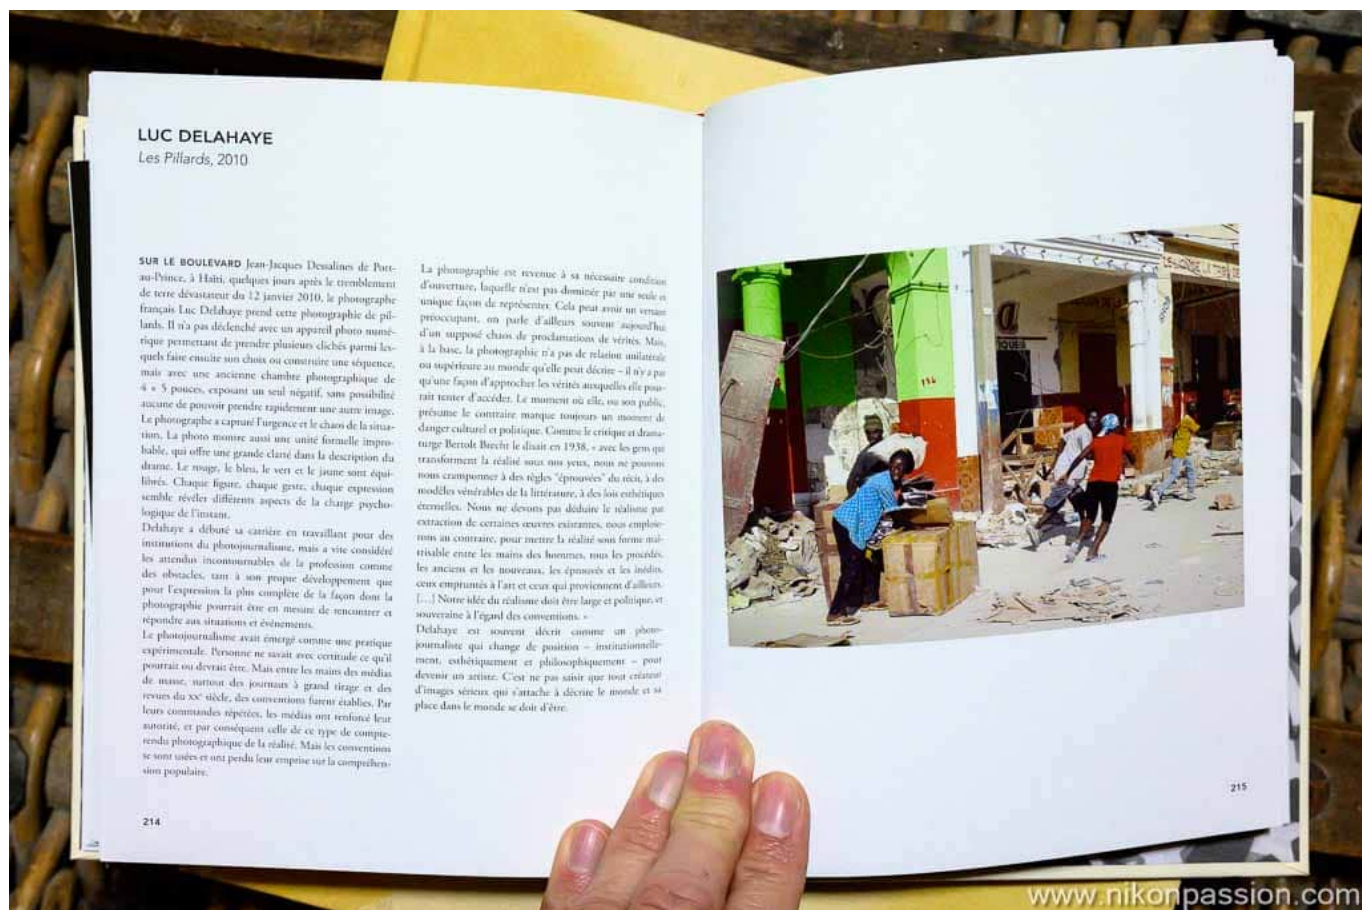 LUC DELAHAYE
Les Pillards, 2010
SUR LE BOULEVARD Jean-Jacques Dessalines de Port-
au-Prince, à Haïti, quelques jours après le tremblement
de terre dévastateur du 12 janvier 2010, le photographe
français Luc Delahaye prend cette photographie de pil-
lards. Il n'a pas déclenché avec un appareil photo numé-
rique permettant de prendre plusieurs clichés parmi les-
quels faire ensuite son choix ou construire une séquence,
mais avec une ancienne chambre photographique de
4 × 5 pouces, exposant un seul négatif, sans possibilité
aucune de pouvoir prendre rapidement une autre image.
Le photographe a capturé l'urgence et le chaos de la situa-
tion. La photo montre aussi une unité formelle impro-
bable, qui offre une grande clarté dans la description du
drame. Le rouge, le bleu, le vert et le jaune sont équi-
librés. Chaque figure, chaque geste, chaque expression
semble révéler différents aspects de la charge psycho-
logique de l'instant.
Delahaye a débuté sa carrière en travaillant pour des
institutions du photojournalisme, mais a vite considéré
les attendus incontournables de la profession comme
des obstacles, tant à son propre développement que
pour l'expression la plus complète de la façon dont la
photographie pourrait être en mesure de rencontrer et
répondre aux situations et événements.
Le photojournalisme avait émergé comme une pratique
expérimentale. Personne ne savait avec certitude ce qu'il
pourrait ou devrait être. Mais entre les mains des médias
de masse, surtout des journaux à grand tirage et des
revues du XXe siècle, des conventions furent établies. Par
leurs commandes répétées, les médias ont renforcé leur
autorité, et par conséquent celle de ce type de compte-
rendu photographique de la réalité. Mais les conventions
se sont usées et ont perdu leur emprise sur la compréhen-
sion populaire.
La photographie est revenue à sa nécessaire condition
d'ouverture, laquelle n'est pas dominée par une seule et
unique façon de représenter. Cela peut avoir un versant
préoccupant, on parle d'ailleurs souvent aujourd'hui
d'un supposé chaos de proclamations de vérités. Mais,
à la base, la photographie n'a pas de relation unilatérale
ou supérieure au monde qu'elle peut décrire – il n'y a pas
qu'une façon d'approcher les vérités auxquelles elle pour-
rait tenter d'accéder. Le moment où elle, ou son public,
présume le contraire marque toujours un moment de
danger culturel et politique. Comme le critique et drama-
turge Bertolt Brecht le disait en 1938, « avec les gens qui
transforment la réalité sous nos yeux, nous ne pouvons
nous cramponner à des règles "éprouvées" du récit, à des
modèles vénérables de la littérature, à des lois esthétiques
éternelles. Nous ne devons pas déduire le réalisme par
extraction de certaines œuvres existantes, nous emploie-
rons au contraire, pour mettre la réalité sous forme maî-
trisable entre les mains des hommes, tous les procédés,
les anciens et les nouveaux, les éprouvés et les inédits,
ceux empruntés à l'art et ceux qui proviennent d'ailleurs.
[…] Notre idée du réalisme doit être large et politique, et
souveraine à l'égard des conventions. »
Delahaye est souvent décrit comme un photo-
journaliste qui change de position – institutionnelle-
ment, esthétiquement et philosophiquement – pour
devenir un artiste. C'est ne pas saisir que tout créateur
d'images sérieux qui s'attache à décrire le monde et sa
place dans le monde se doit d'être.
214
a
136
215
www.nikonpassion.com